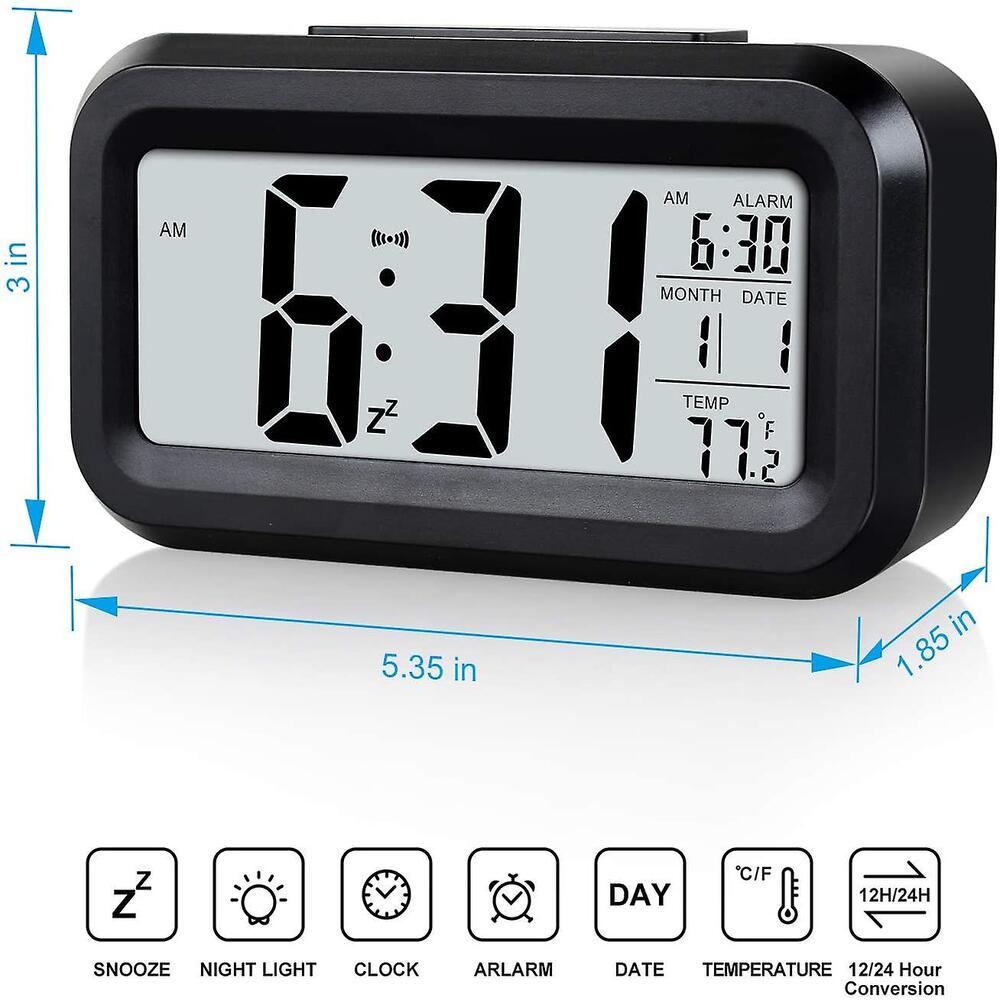 3 in
AM
6:31
zZ
AM ALARM
6:30
MONTH DATE
1 1
TEMP
77.2 °F
5.35 in
1.85 in
zZ
°C/F
DAY
12H/24H
SNOOZE
NIGHT LIGHT
CLOCK
ARLARM
DATE
TEMPERATURE
12/24 Hour
Conversion